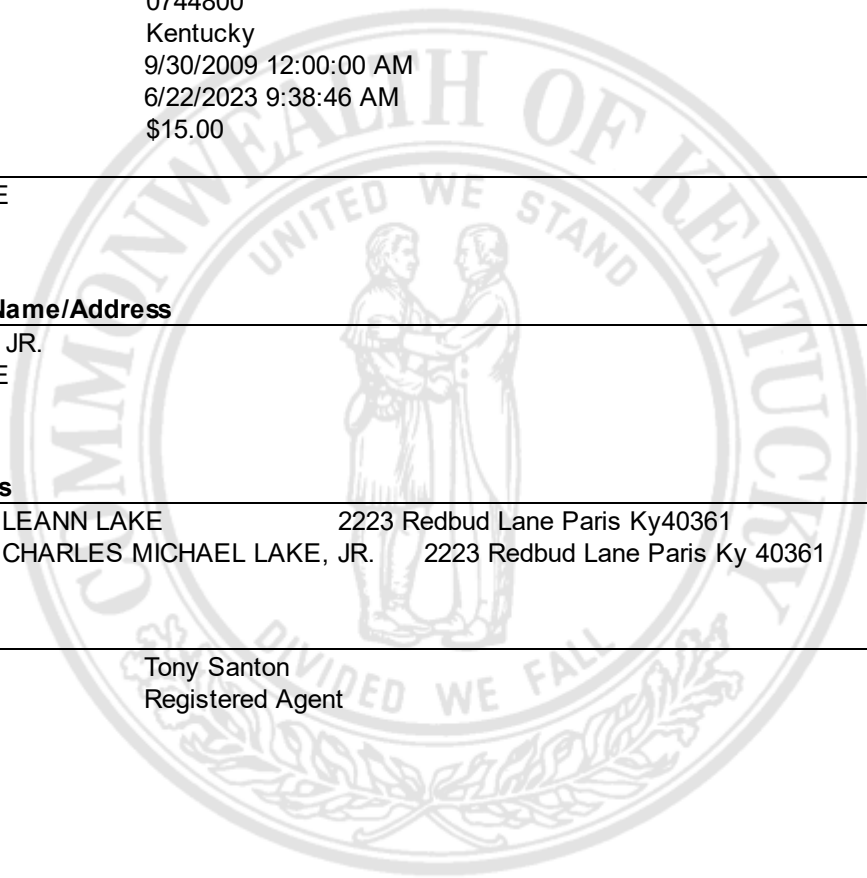 0744800
Kentucky
9/30/2009 12:00:00 AM
6/22/2023 9:38:46 AM
$15.00
E
Name/Address
JR.
E
s
LEANN LAKE 2223 Redbud Lane Paris Ky40361
CHARLES MICHAEL LAKE, JR. 2223 Redbud Lane Paris Ky 40361
Tony Santon
Registered Agent
COMMONWEALTH OF KENTUCKY
UNITED WE STAND
DIVIDED WE FALL